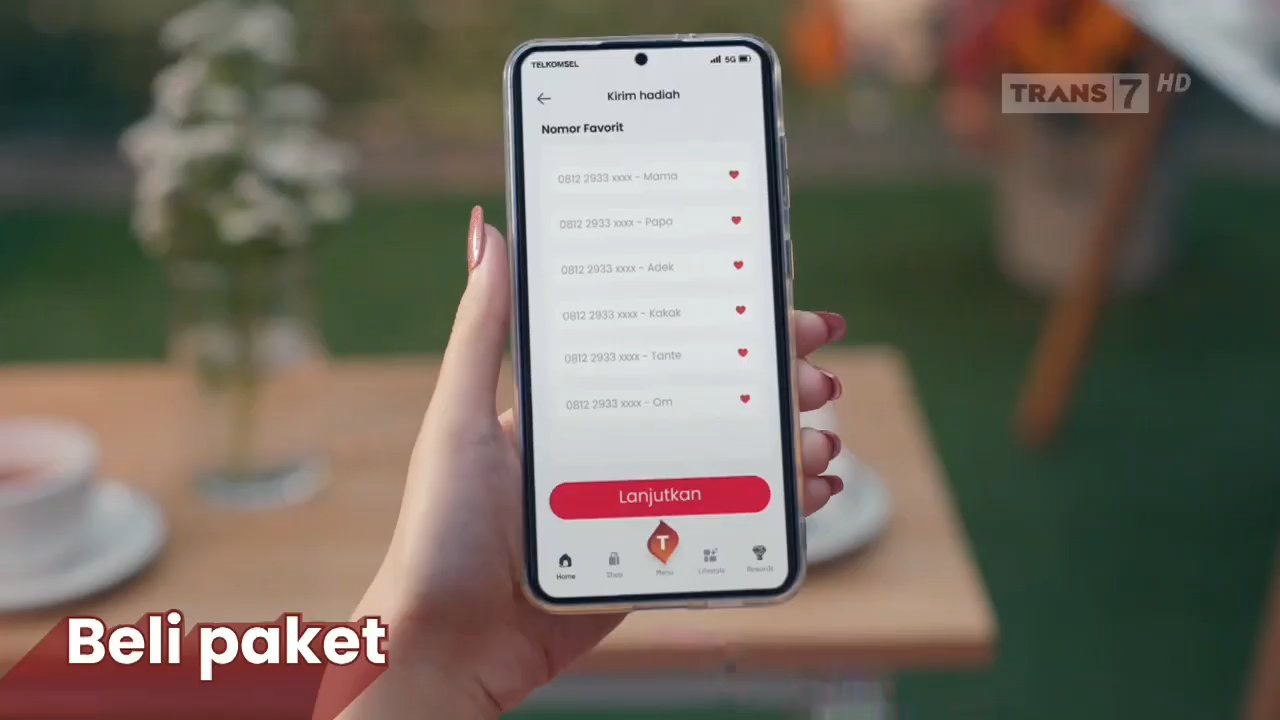 TELKOMSEL
5G
TRANS 7 HD
Kirim hadiah
Nomor Favorit
0812 2933 xxxx - Mama
0812 2933 xxxx - Papa
0812 2933 xxxx - Adek
0812 2933 xxxx - Kakak
0812 2933 xxxx - Tante
0812 2933 xxxx - Om
Lanjutkan
T
Home
Shop
Menu
Lifestyle
Rewards
Beli paket